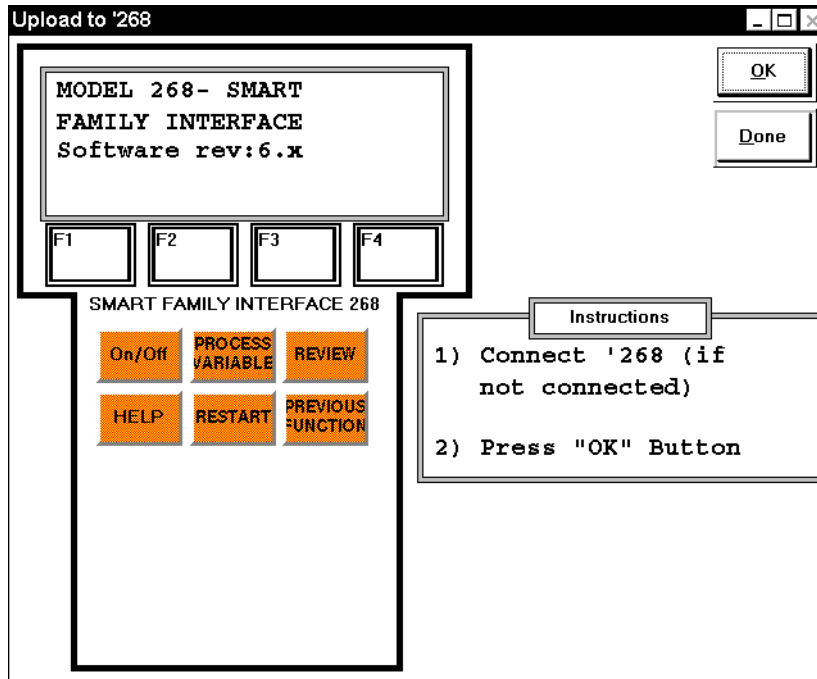 Upload to '268
OK
Done
MODEL 268- SMART
FAMILY INTERFACE
Software rev:6.x
F1 F2 F3 F4
SMART FAMILY INTERFACE 268
On/Off
PROCESS
VARIABLE
REVIEW
HELP
RESTART
PREVIOUS
FUNCTION
Instructions
1) Connect '268 (if
not connected)
2) Press "OK" Button